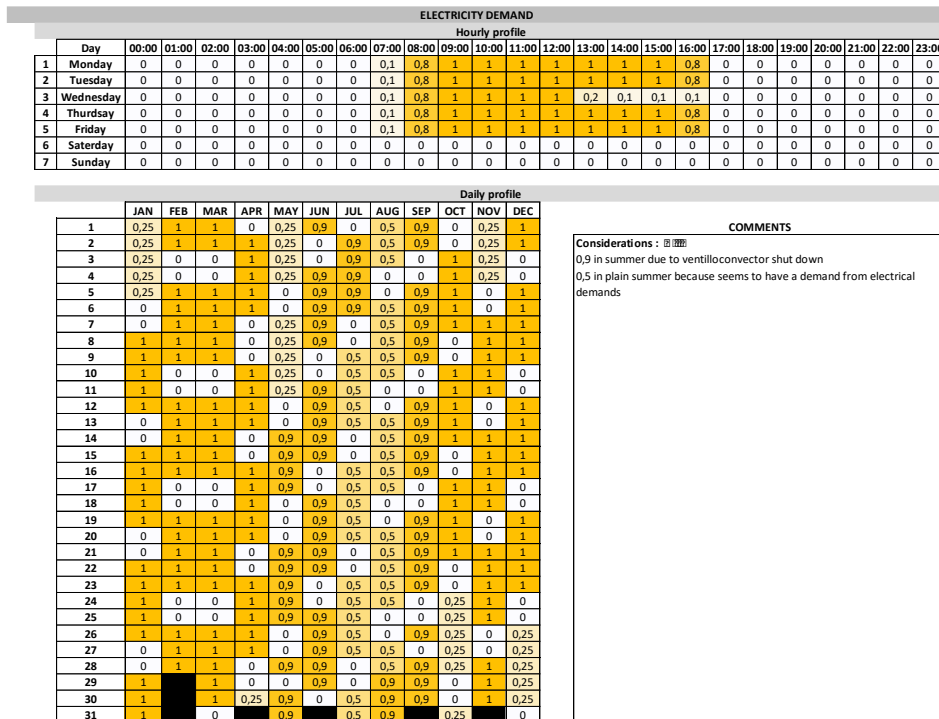 ELECTRICITY DEMAND
Hourly profile
Day 00:00 01:00 02:00 03:00 04:00 05:00 06:00 07:00 08:00 09:00 10:00 11:00 12:00 13:00 14:00 15:00 16:00 17:00 18:00 19:00 20:00 21:00 22:00 23:00
1 Monday 0 0 0 0 0 0 0 0,1 0,8 1 1 1 1 1 1 1 0,8 0 0 0 0 0 0 0
2 Tuesday 0 0 0 0 0 0 0 0,1 0,8 1 1 1 1 1 1 1 0,8 0 0 0 0 0 0 0
3 Wednesday 0 0 0 0 0 0 0 0,1 0,8 1 1 1 1 0,2 0,1 0,1 0,1 0 0 0 0 0 0 0
4 Thurdsay 0 0 0 0 0 0 0 0,1 0,8 1 1 1 1 1 1 1 0,8 0 0 0 0 0 0 0
5 Friday 0 0 0 0 0 0 0 0,1 0,8 1 1 1 1 1 1 1 0,8 0 0 0 0 0 0 0
6 Saterday 0 0 0 0 0 0 0 0 0 0 0 0 0 0 0 0 0 0 0 0 0 0 0 0
7 Sunday 0 0 0 0 0 0 0 0 0 0 0 0 0 0 0 0 0 0 0 0 0 0 0 0
Daily profile
JAN FEB MAR APR MAY JUN JUL AUG SEP OCT NOV DEC
1 0,25 1 1 0 0,25 0,9 0 0,5 0,9 0 0,25 1
2 0,25 1 1 1 0,25 0 0,9 0,5 0,9 0 0,25 1
3 0,25 0 0 1 0,25 0 0,9 0,5 0 1 0,25 0
4 0,25 0 0 1 0,25 0,9 0,9 0 0 1 0,25 0
5 0,25 1 1 1 0 0,9 0,9 0 0,9 1 0 1
6 0 1 1 1 0 0,9 0,9 0,5 0,9 1 0 1
7 0 1 1 0 0,25 0,9 0 0,5 0,9 1 1 1
8 1 1 1 0 0,25 0,9 0 0,5 0,9 0 1 1
9 1 1 1 0 0,25 0 0,5 0,5 0,9 0 1 1
10 1 0 0 1 0,25 0 0,5 0,5 0 1 1 0
11 1 0 0 1 0,25 0,9 0,5 0 0 1 1 0
12 1 1 1 1 0 0,9 0,5 0 0,9 1 0 1
13 0 1 1 1 0 0,9 0,5 0,5 0,9 1 0 1
14 0 1 1 0 0,9 0,9 0 0,5 0,9 1 1 1
15 1 1 1 0 0,9 0,9 0 0,5 0,9 0 1 1
16 1 1 1 1 0,9 0 0,5 0,5 0,9 0 1 1
17 1 0 0 1 0,9 0 0,5 0,5 0 1 1 0
18 1 0 0 1 0 0,9 0,5 0 0 1 1 0
19 1 1 1 1 0 0,9 0,5 0 0,9 1 0 1
20 0 1 1 1 0 0,9 0,5 0,5 0,9 1 0 1
21 0 1 1 0 0,9 0,9 0 0,5 0,9 1 1 1
22 1 1 1 0 0,9 0,9 0 0,5 0,9 0 1 1
23 1 1 1 1 0,9 0 0,5 0,5 0,9 0 1 1
24 1 0 0 1 0,9 0 0,5 0,5 0 0,25 1 0
25 1 0 0 1 0,9 0,9 0,5 0 0 0,25 1 0
26 1 1 1 1 0 0,9 0,5 0 0,9 0,25 0 0,25
27 0 1 1 1 0 0,9 0,5 0,5 0,9 0,25 0 0,25
28 0 1 1 0 0,9 0,9 0 0,5 0,9 0,25 1 0,25
29 1 1 0 0 0,9 0 0,9 0,9 0 1 0,25
30 1 1 0,25 0,9 0 0,5 0,9 0,9 0 1 0,25
31 1 0 0,9 0,5 0,9 0,25 0
COMMENTS
Considerations :
0,9 in summer due to ventilloconvector shut down
0,5 in plain summer because seems to have a demand from electrical
demands